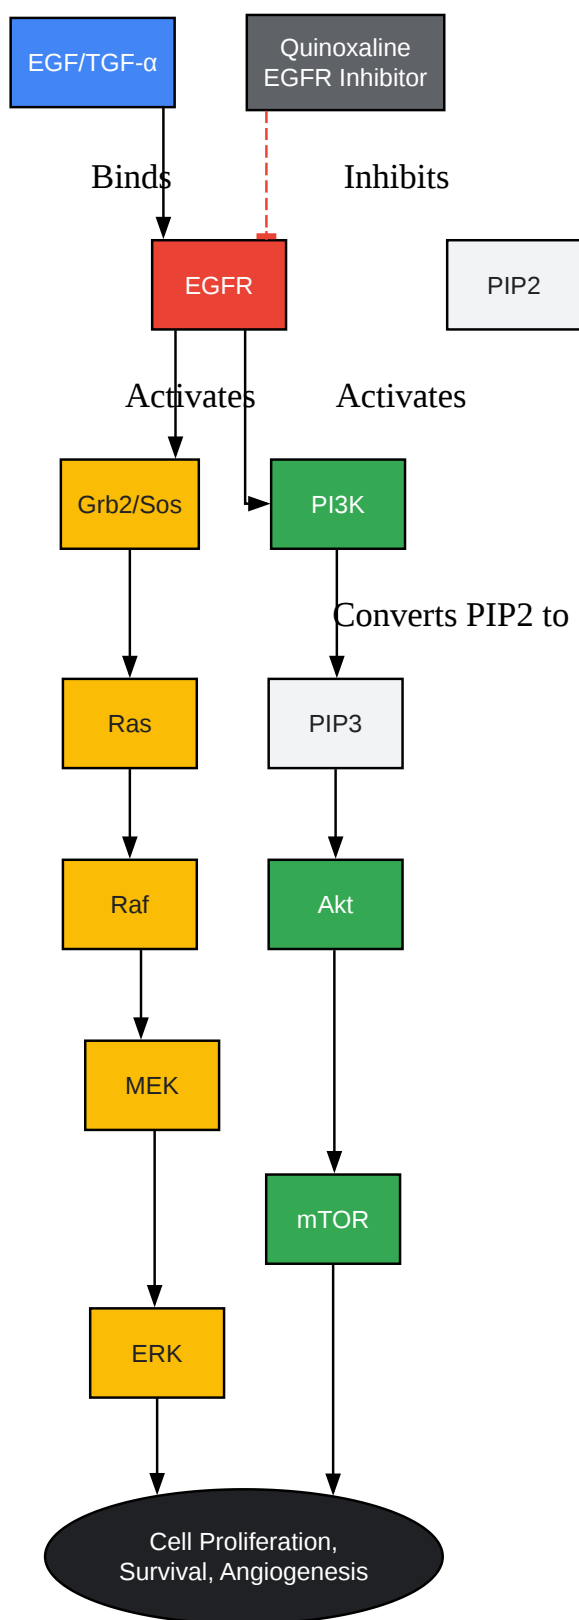 EGF/TGF-α
Quinoxaline
EGFR Inhibitor
Binds
Inhibits
EGFR
PIP2
Activates
Activates
Grb2/Sos
PI3K
Converts PIP2 to
Ras
PIP3
Raf
Akt
MEK
mTOR
ERK
Cell Proliferation,
Survival, Angiogenesis